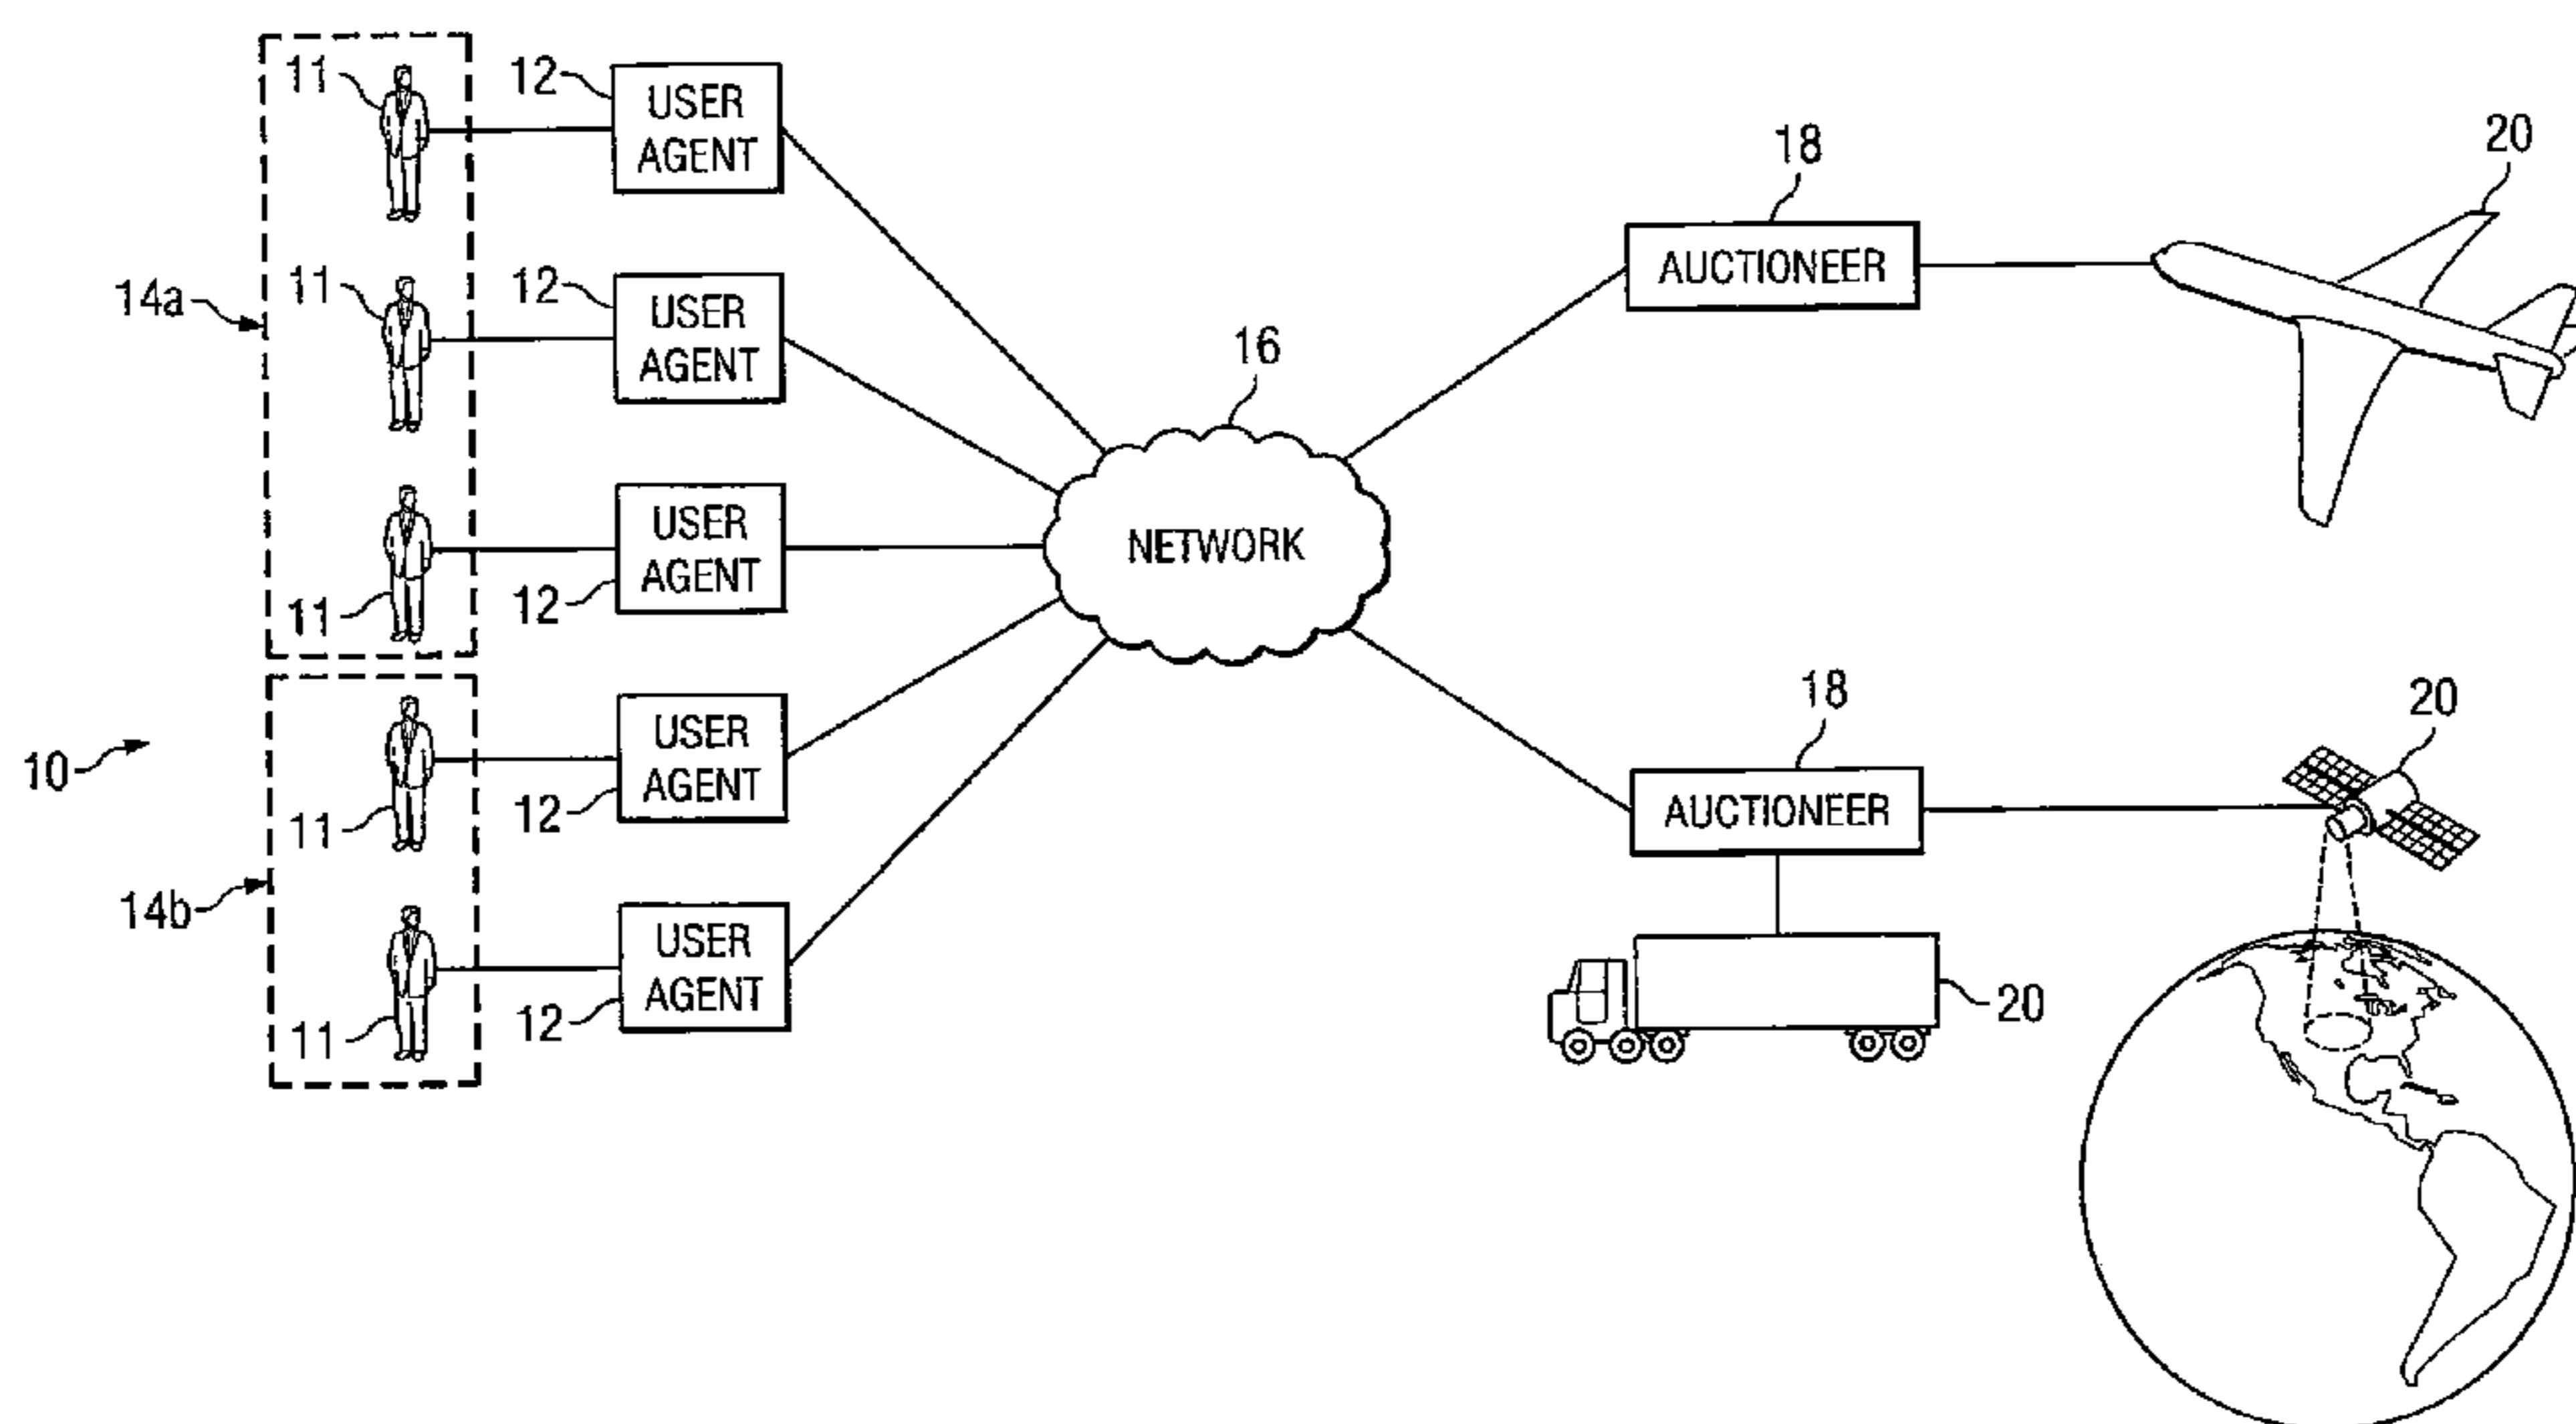 11
12
USER
AGENT
11
12
USER
AGENT
14a
USER
AGENT
11
12
USER
AGENT
11
12
10
14b
USER
AGENT
11
12
16
NETWORK
18
AUCTIONEER
20
18
AUCTIONEER
20
20